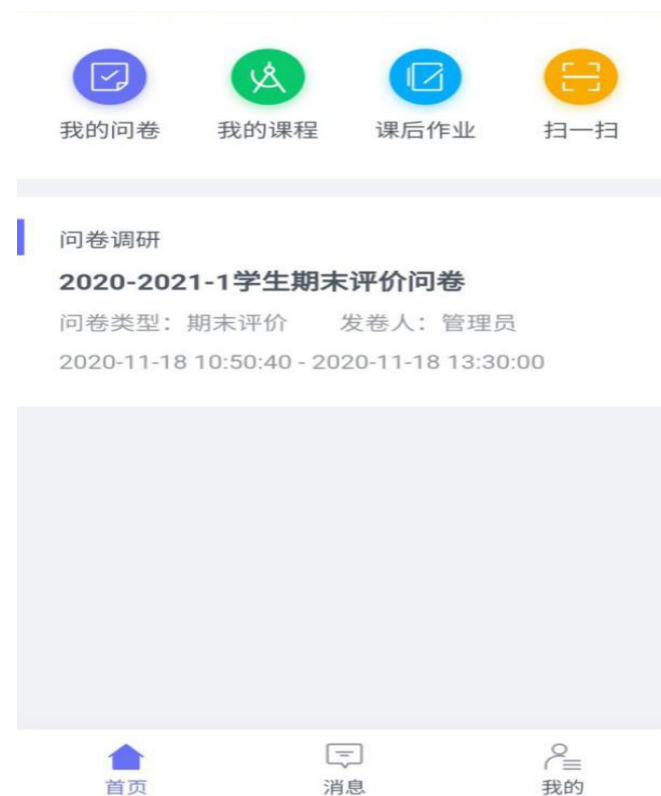 我的问卷 我的课程 课后作业 扫一扫
问卷调研
2020-2021-1学生期末评价问卷
问卷类型：期末评价 发卷人：管理员
2020-11-18 10:50:40 - 2020-11-18 13:30:00
首页 消息 我的